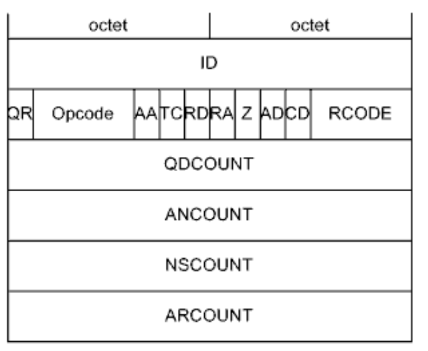 octet octet
ID
QR Opcode AA TC RD RA Z AD CD RCODE
QDCOUNT
ANCOUNT
NSCOUNT
ARCOUNT